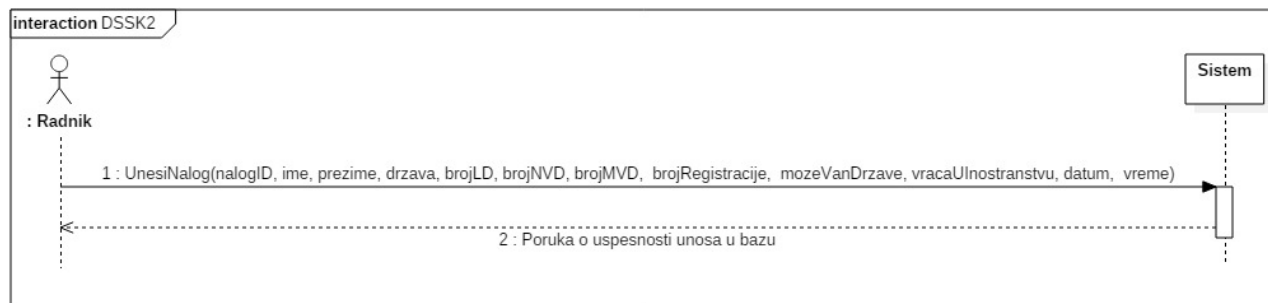 interaction DSSK2
Sistem
: Radnik
1 : UnesiNalog(nalogID, ime, prezime, drzava, brojLD, brojNVD, brojMVD, brojRegistracije, mozeVanDrzave, vracaUInostranstvu, datum, vreme)
2 : Poruka o uspesnosti unosa u bazu